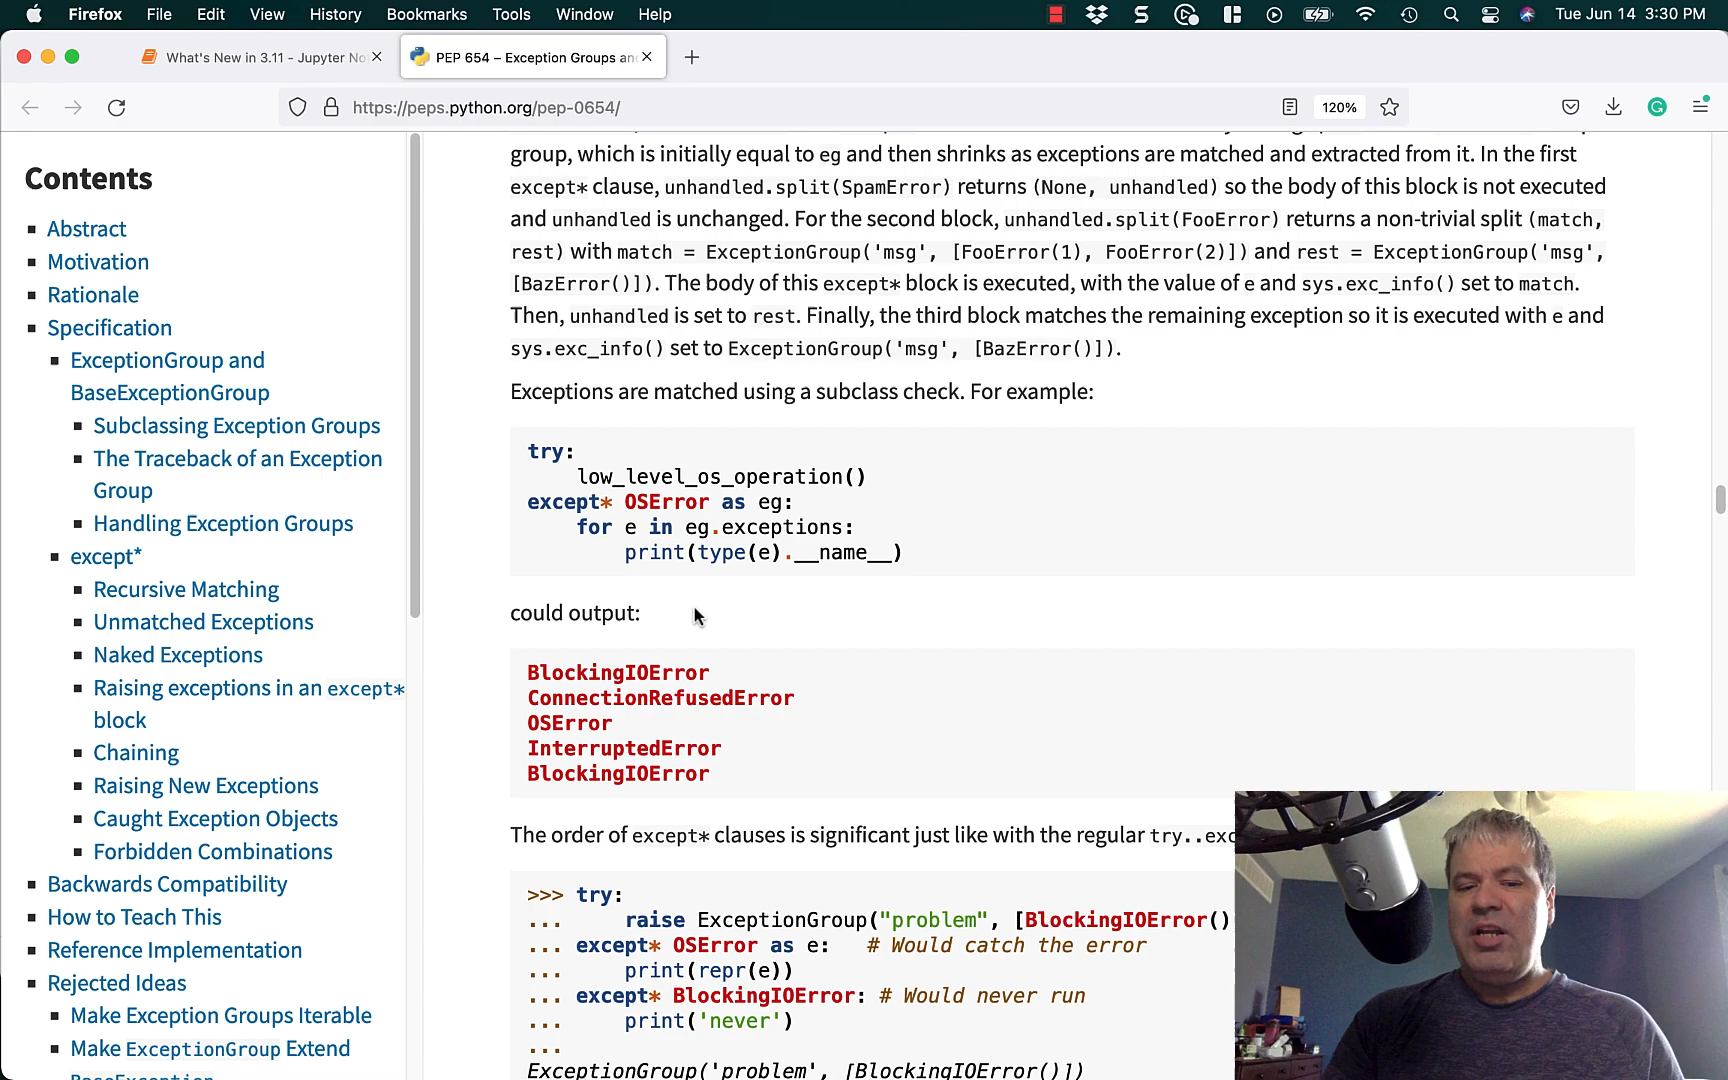 Firefox File Edit View History Bookmarks Tools Window Help Tue Jun 14 3:30 PM
What's New in 3.11 - Jupyter No
PEP 654 – Exception Groups an
https://peps.python.org/pep-0654/ 120%
Contents
Abstract
Motivation
Rationale
Specification
ExceptionGroup and
BaseExceptionGroup
Subclassing Exception Groups
The Traceback of an Exception
Group
Handling Exception Groups
except*
Recursive Matching
Unmatched Exceptions
Naked Exceptions
Raising exceptions in an except*
block
Chaining
Raising New Exceptions
Caught Exception Objects
Forbidden Combinations
Backwards Compatibility
How to Teach This
Reference Implementation
Rejected Ideas
Make Exception Groups Iterable
Make ExceptionGroup Extend
BaseException
group, which is initially equal to eg and then shrinks as exceptions are matched and extracted from it. In the first
except* clause, unhandled.split(SpamError) returns (None, unhandled) so the body of this block is not executed
and unhandled is unchanged. For the second block, unhandled.split(FooError) returns a non-trivial split (match,
rest) with match = ExceptionGroup('msg', [FooError(1), FooError(2)]) and rest = ExceptionGroup('msg',
[BazError()]). The body of this except* block is executed, with the value of e and sys.exc_info() set to match.
Then, unhandled is set to rest. Finally, the third block matches the remaining exception so it is executed with e and
sys.exc_info() set to ExceptionGroup('msg', [BazError()]).
Exceptions are matched using a subclass check. For example:
try:
low_level_os_operation()
except* OSError as eg:
for e in eg.exceptions:
print(type(e).__name__)
could output:
BlockingIOError
ConnectionRefusedError
OSError
InterruptedError
BlockingIOError
The order of except* clauses is significant just like with the regular try..exc
>>> try:
... raise ExceptionGroup("problem", [BlockingIOError()
... except* OSError as e: # Would catch the error
... print(repr(e))
... except* BlockingIOError: # Would never run
... print('never')
...
ExceptionGroup('problem', [BlockingIOError()])